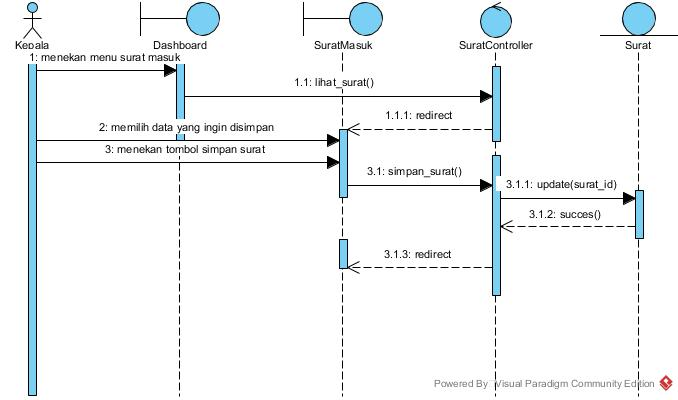 Kepala
Dashboard
SuratMasuk
SuratController
Surat
1: menekan menu surat masuk
1.1: lihat_surat()
1.1.1: redirect
2: memilih data yang ingin disimpan
3: menekan tombol simpan surat
3.1: simpan_surat()
3.1.1: update(surat_id)
3.1.2: succes()
3.1.3: redirect
Powered By Visual Paradigm Community Edition